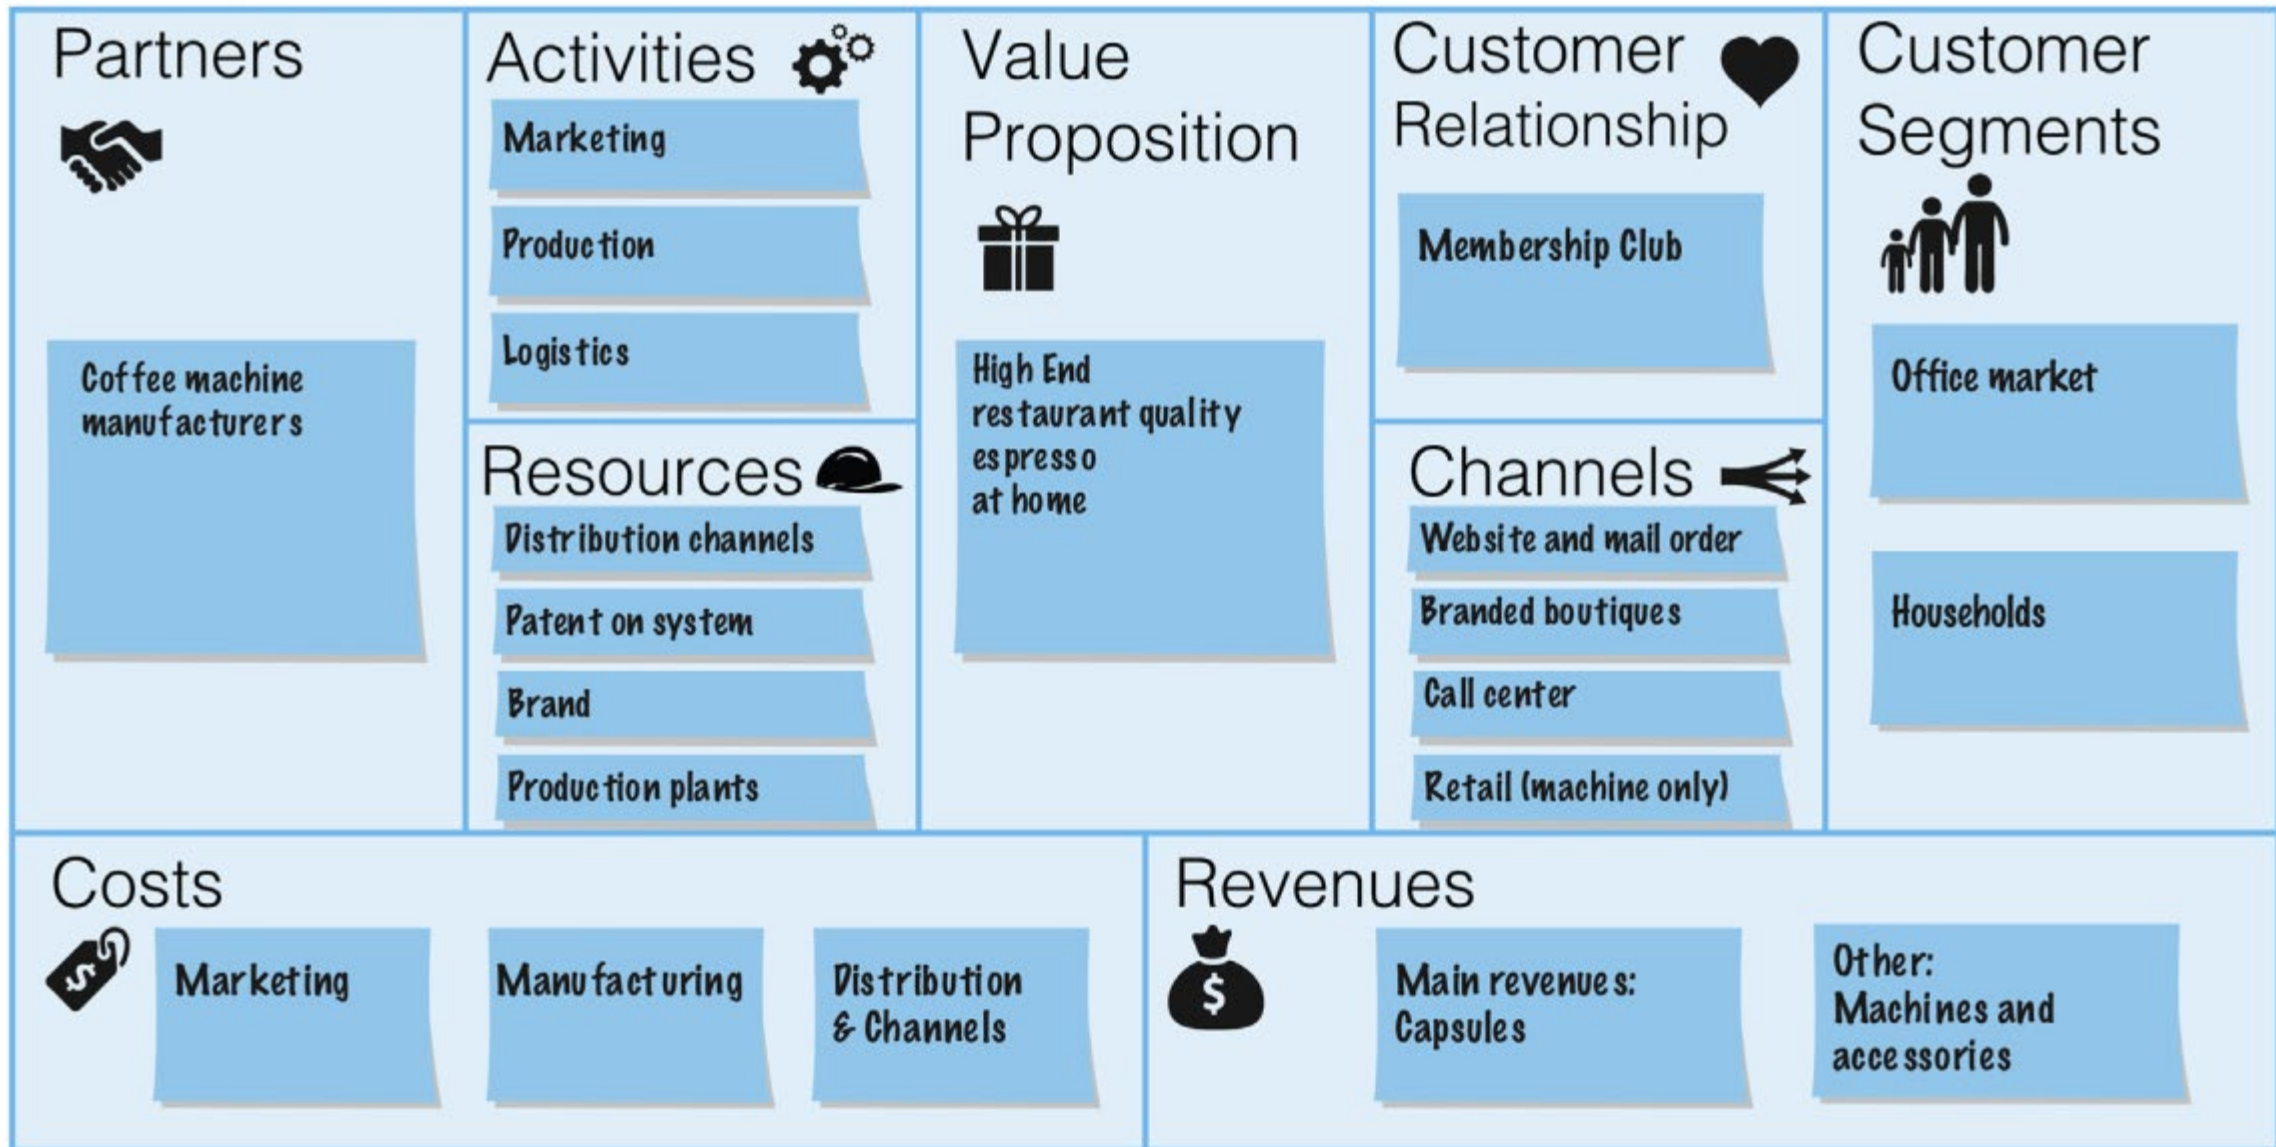 Partners
Coffee machine
manufacturers
Activities
Marketing
Production
Logistics
Resources
Distribution channels
Patent on system
Brand
Production plants
Value
Proposition
High End
restaurant quality
espresso
at home
Customer
Relationship
Membership Club
Channels
Website and mail order
Branded boutiques
Call center
Retail (machine only)
Customer
Segments
Office market
Households
Costs
$
Marketing
Manufacturing
Distribution
& Channels
Revenues
$
Main revenues:
Capsules
Other:
Machines and
accessories